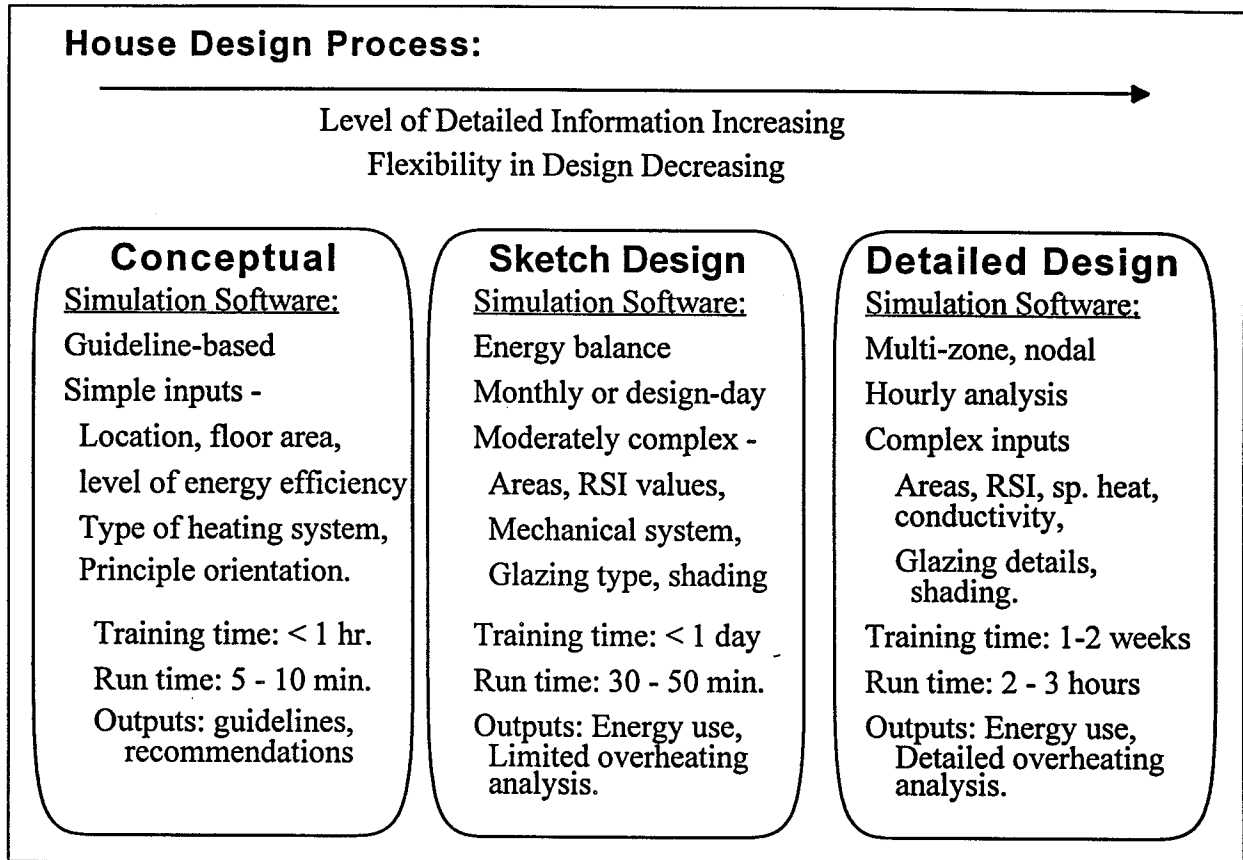 House Design Process:
Level of Detailed Information Increasing
Flexibility in Design Decreasing
Conceptual
Simulation Software:
Guideline-based
Simple inputs -
Location, floor area,
level of energy efficiency
Type of heating system,
Principle orientation.
Training time: < 1 hr.
Run time: 5 - 10 min.
Outputs: guidelines,
recommendations
Sketch Design
Simulation Software:
Energy balance
Monthly or design-day
Moderately complex -
Areas, RSI values,
Mechanical system,
Glazing type, shading
Training time: < 1 day
Run time: 30 - 50 min.
Outputs: Energy use,
Limited overheating
analysis.
Detailed Design
Simulation Software:
Multi-zone, nodal
Hourly analysis
Complex inputs
Areas, RSI, sp. heat,
conductivity,
Glazing details,
shading.
Training time: 1-2 weeks
Run time: 2 - 3 hours
Outputs: Energy use,
Detailed overheating
analysis.